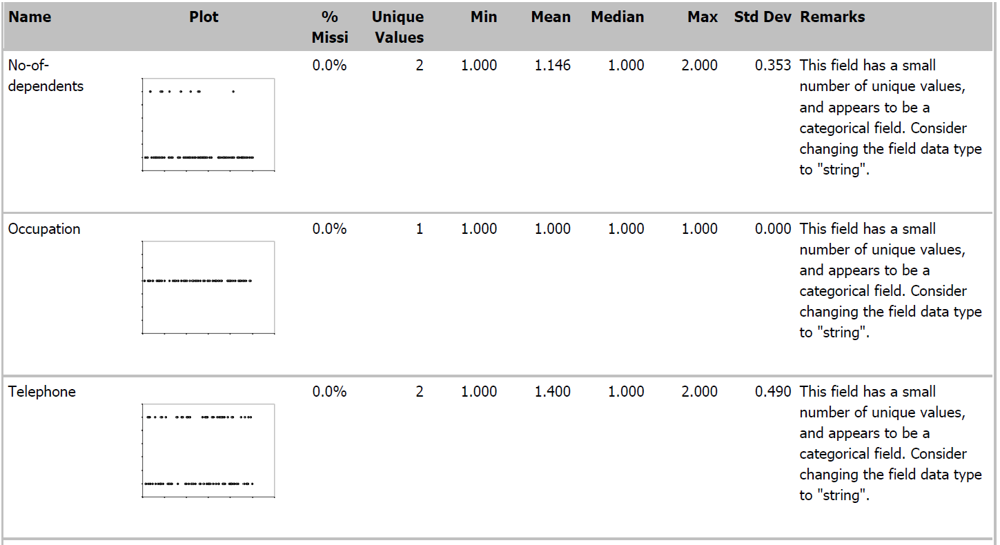 Name Plot % Unique Min Mean Median Max Std Dev Remarks
Missi Values
No-of- 0.0% 2 1.000 1.146 1.000 2.000 0.353 This field has a small
dependents number of unique values,
and appears to be a
categorical field. Consider
changing the field data type
to "string".
Occupation 0.0% 1 1.000 1.000 1.000 1.000 0.000 This field has a small
number of unique values,
and appears to be a
categorical field. Consider
changing the field data type
to "string".
Telephone 0.0% 2 1.000 1.400 1.000 2.000 0.490 This field has a small
number of unique values,
and appears to be a
categorical field. Consider
changing the field data type
to "string".